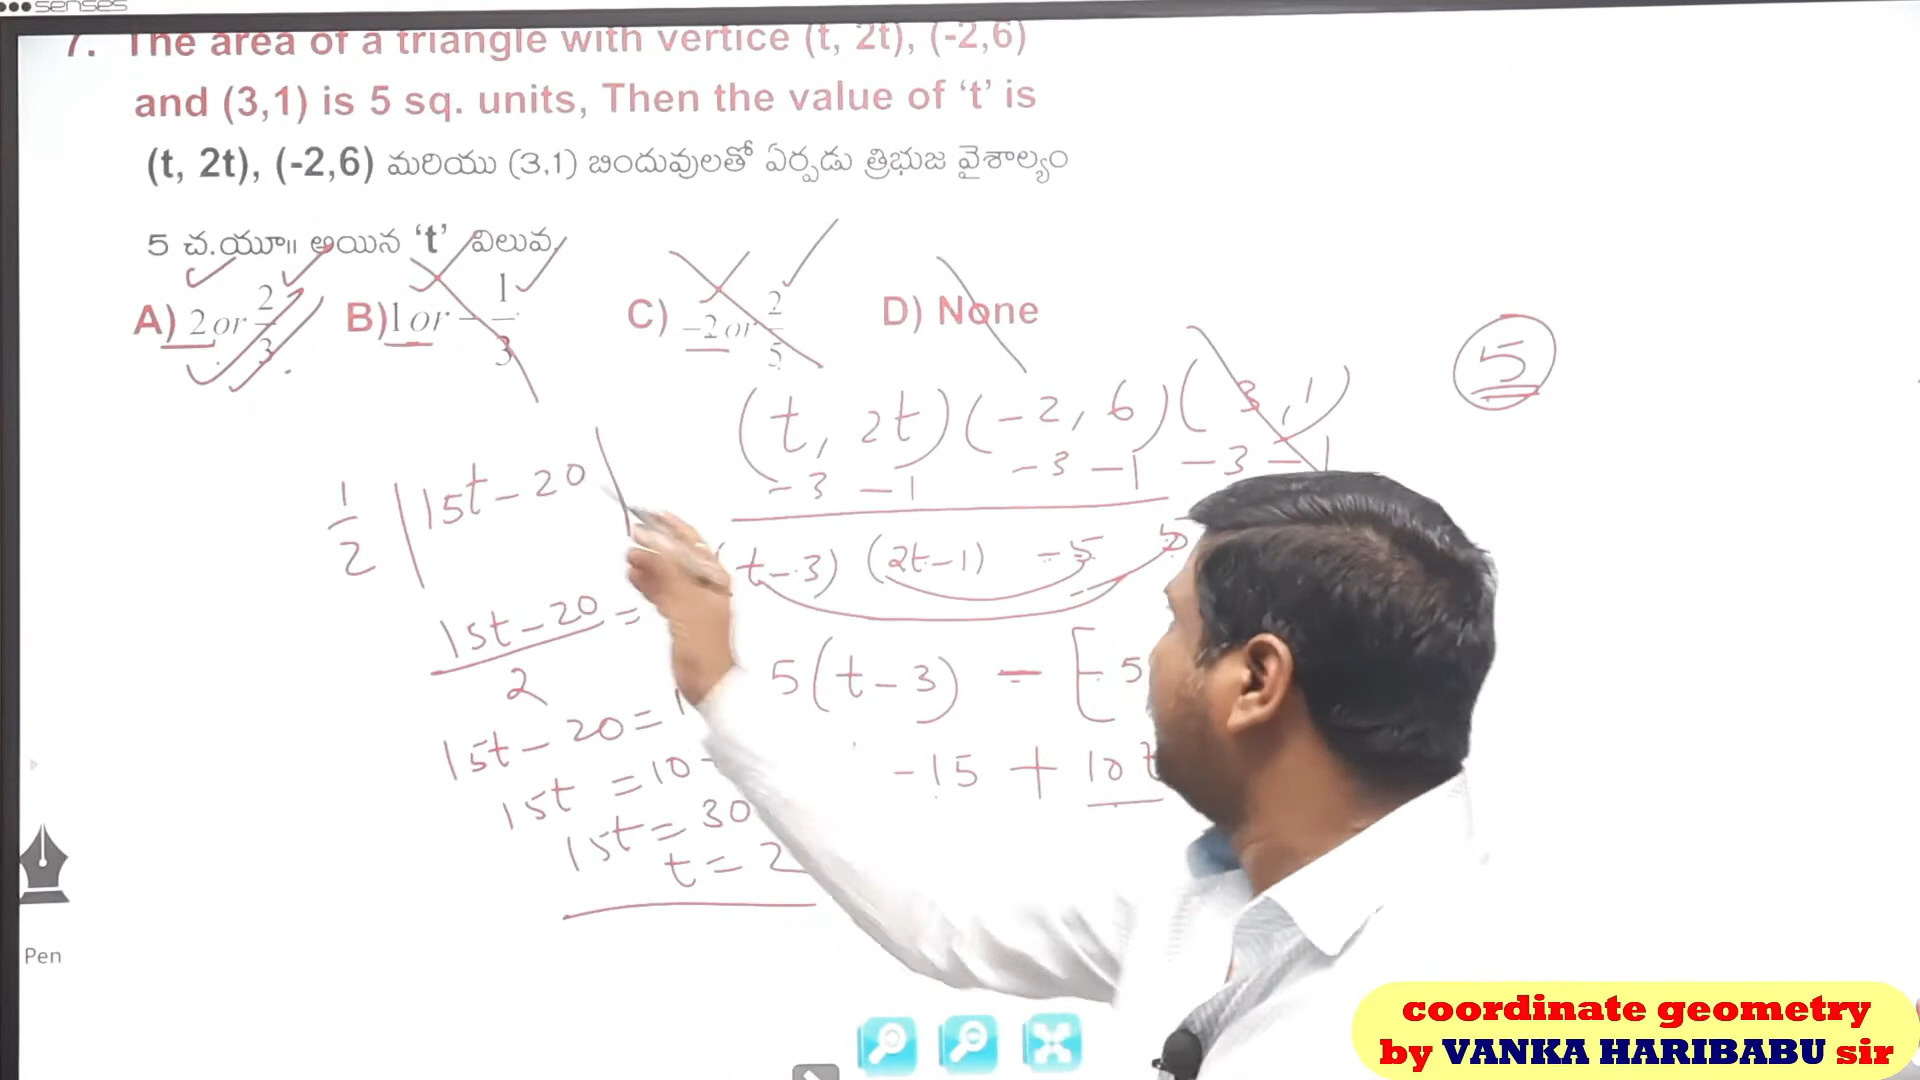 senses
7. The area of a triangle with vertice (t, 2t), (-2,6)
and (3,1) is 5 sq. units, Then the value of ‘t’ is
(t, 2t), (-2,6) మరియు (3,1) బిందువులతో ఏర్పడు త్రిభుజ వైశాల్యం
5 చ.యూ॥ అయిన ‘t’ విలువ
A) 2 or 2/3 B) 1 or - 1/3 C) -2 or 2/5 D) None
5
(t, 2t) (-2, 6) (3, 1)
-3 -1 -3 -1 -3 -1
1/2 |15t - 20|
t-3) (2t-1) -5 5
15t-20/2 =
5(t-3) - [-5
15t-20=1
-15 + 10t
15t = 10
15t = 30
t = 2
Pen
coordinate geometry
by VANKA HARIBABU sir